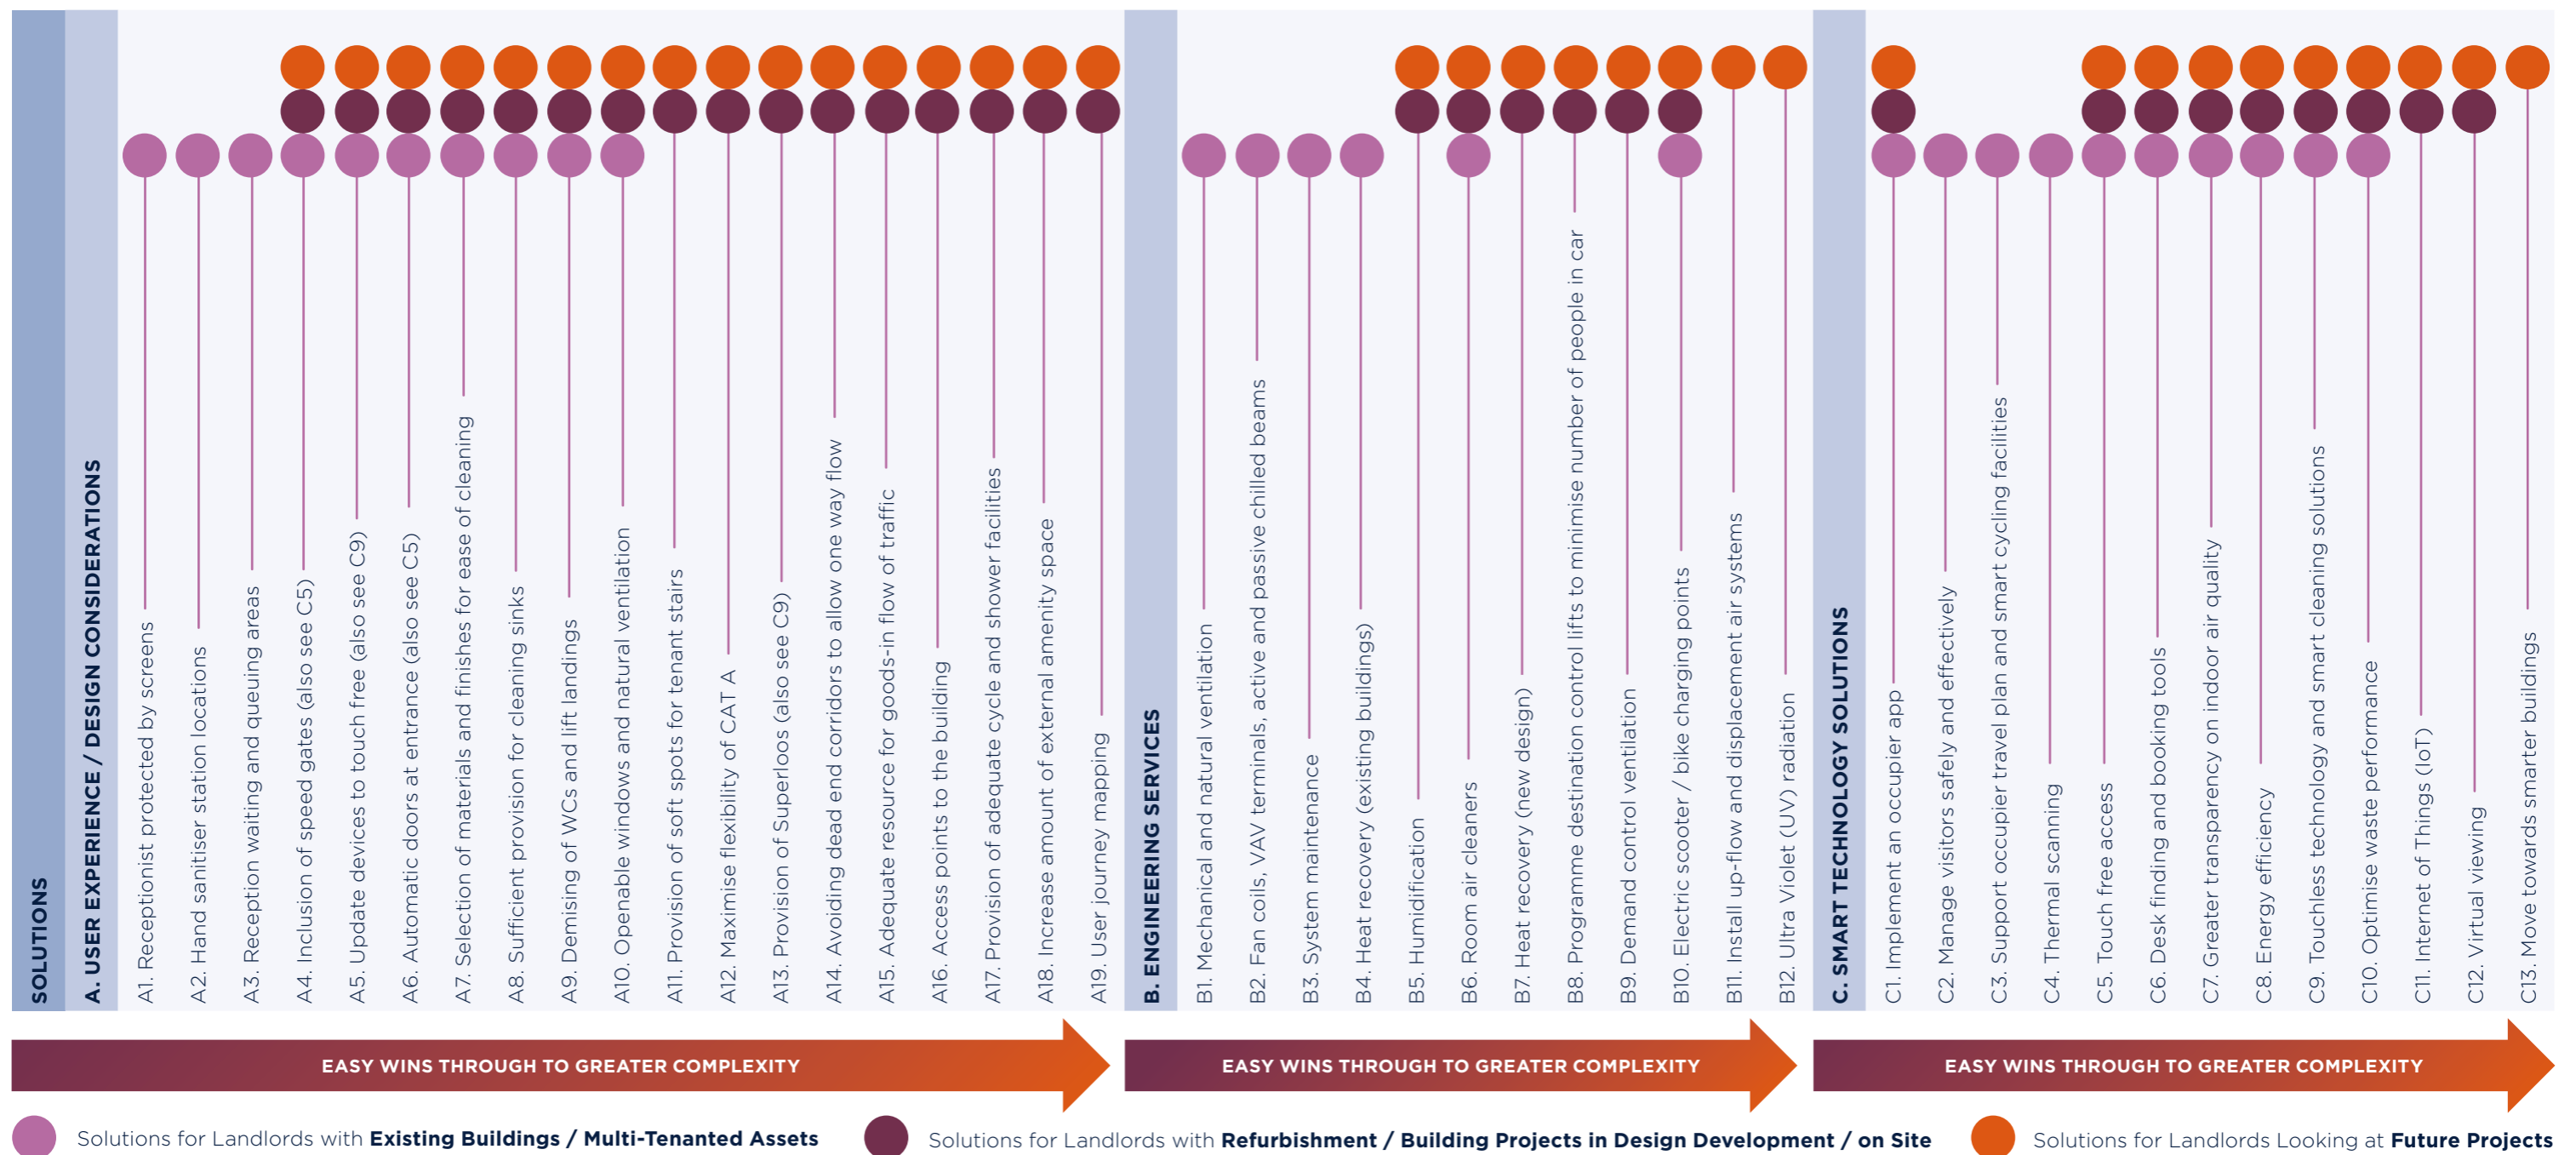 SOLUTIONS
A. USER EXPERIENCE / DESIGN CONSIDERATIONS
A1. Receptionist protected by screens
A2. Hand sanitiser station locations
A3. Reception waiting and queuing areas
A4. Inclusion of speed gates (also see C5)
A5. Update devices to touch free (also see C9)
A6. Automatic doors at entrance (also see C5)
A7. Selection of materials and finishes for ease of cleaning
A8. Sufficient provision for cleaning sinks
A9. Demising of WCs and lift landings
A10. Openable windows and natural ventilation
A11. Provision of soft spots for tenant stairs
A12. Maximise flexibility of CAT A
A13. Provision of Superloos (also see C9)
A14. Avoiding dead end corridors to allow one way flow
A15. Adequate resource for goods-in flow of traffic
A16. Access points to the building
A17. Provision of adequate cycle and shower facilities
A18. Increase amount of external amenity space
A19. User journey mapping
B. ENGINEERING SERVICES
B1. Mechanical and natural ventilation
B2. Fan coils, VAV terminals, active and passive chilled beams
B3. System maintenance
B4. Heat recovery (existing buildings)
B5. Humidification
B6. Room air cleaners
B7. Heat recovery (new design)
B8. Programme destination control lifts to minimise number of people in car
B9. Demand control ventilation
B10. Electric scooter / bike charging points
B11. Install up-flow and displacement air systems
B12. Ultra Violet (UV) radiation
C. SMART TECHNOLOGY SOLUTIONS
C1. Implement an occupier app
C2. Manage visitors safely and effectively
C3. Support occupier travel plan and smart cycling facilities
C4. Thermal scanning
C5. Touch free access
C6. Desk finding and booking tools
C7. Greater transparency on indoor air quality
C8. Energy efficiency
C9. Touchless technology and smart cleaning solutions
C10. Optimise waste performance
C11. Internet of Things (IoT)
C12. Virtual viewing
C13. Move towards smarter buildings
EASY WINS THROUGH TO GREATER COMPLEXITY
EASY WINS THROUGH TO GREATER COMPLEXITY
EASY WINS THROUGH TO GREATER COMPLEXITY
Solutions for Landlords with Existing Buildings / Multi-Tenanted Assets
Solutions for Landlords with Refurbishment / Building Projects in Design Development / on Site
Solutions for Landlords Looking at Future Projects